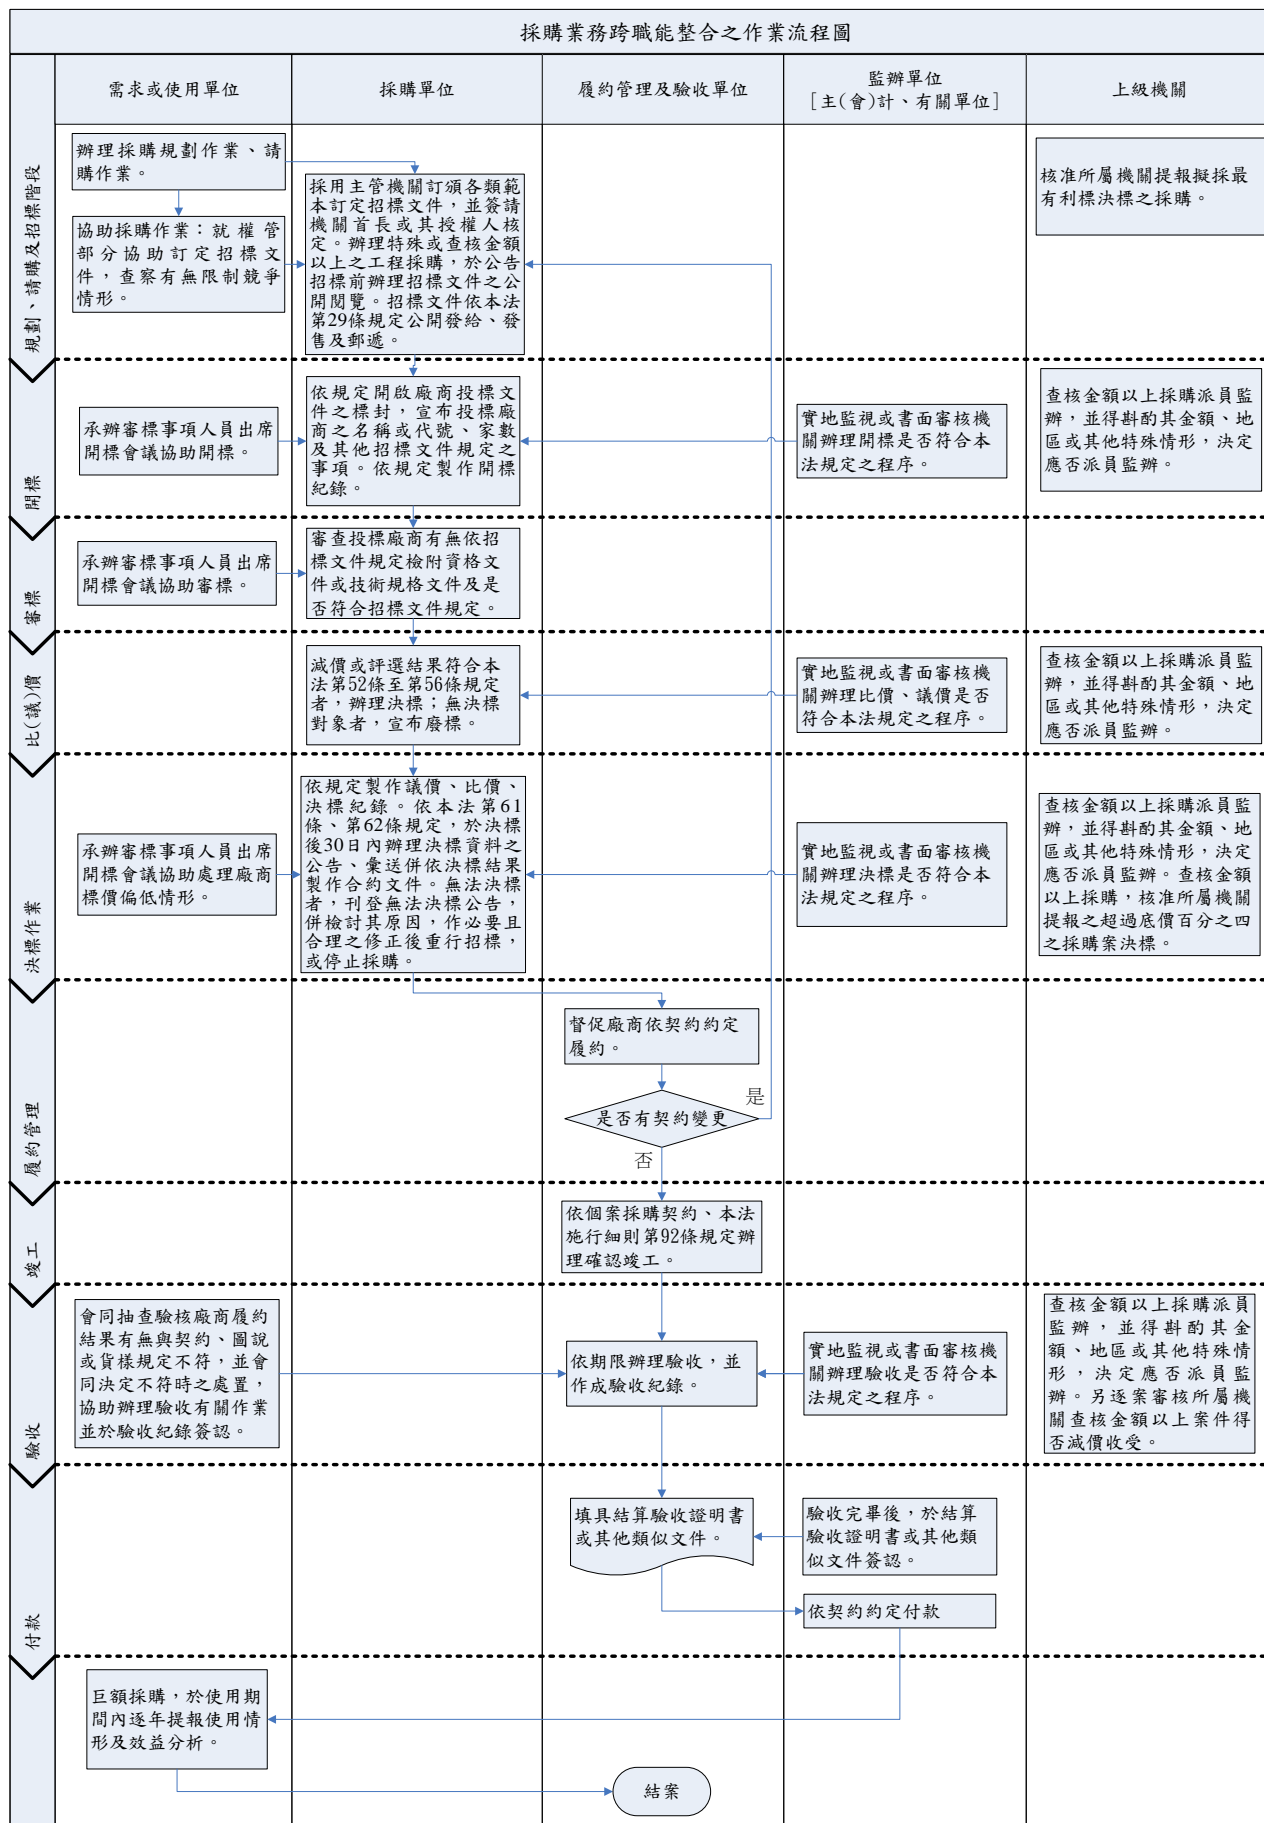 採購業務跨職能整合之作業流程圖
需求或使用單位
採購單位
履約管理及驗收單位
監辦單位
[主(會)計、有關單位]
上級機關
規劃、請購及招標階段
辦理採購規劃作業、請
購作業。
協助採購作業：就權管
部分協助訂定招標文
件，查察有無限制競爭
情形。
採用主管機關訂頒各類範
本訂定招標文件，並簽請
機關首長或其授權人核
定。辦理特殊或查核金額
以上之工程採購，於公告
招標前辦理招標文件之公
開閱覽。招標文件依本法
第29條規定公開發給、發
售及郵遞。
核准所屬機關提報擬採最
有利標決標之採購。
開標
承辦審標事項人員出席
開標會議協助開標。
依規定開啟廠商投標文
件之標封，宣布投標廠
商之名稱或代號、家數
及其他招標文件規定之
事項。依規定製作開標
紀錄。
實地監視或書面審核機
關辦理開標是否符合本
法規定之程序。
查核金額以上採購派員監
辦，並得斟酌其金額、地
區或其他特殊情形，決定
應否派員監辦。
審標
承辦審標事項人員出席
開標會議協助審標。
審查投標廠商有無依招
標文件規定檢附資格文
件或技術規格文件及是
否符合招標文件規定。
比(議)價
減價或評選結果符合本
法第52條至第56條規定
者，辦理決標；無決標
對象者，宣布廢標。
實地監視或書面審核機
關辦理比價、議價是否
符合本法規定之程序。
查核金額以上採購派員監
辦，並得斟酌其金額、地
區或其他特殊情形，決定
應否派員監辦。
決標作業
承辦審標事項人員出席
開標會議協助處理廠商
標價偏低情形。
依規定製作議價、比價、
決標紀錄。依本法第61
條、第62條規定，於決標
後30日內辦理決標資料之
公告、彙送併依決標結果
製作合約文件。無法決標
者，刊登無法決標公告，
併檢討其原因，作必要且
合理之修正後重行招標，
或停止採購。
實地監視或書面審核機
關辦理決標是否符合本
法規定之程序。
查核金額以上採購派員監
辦，並得斟酌其金額、地
區或其他特殊情形，決定
應否派員監辦。查核金額
以上採購，核准所屬機關
提報之超過底價百分之四
之採購案決標。
履約管理
督促廠商依契約約定
履約。
是否有契約變更
是
否
竣工
依個案採購契約、本法
施行細則第92條規定辦
理確認竣工。
驗收
會同抽查驗核廠商履約
結果有無與契約、圖說
或貨樣規定不符，並會
同決定不符時之處置，
協助辦理驗收有關作業
並於驗收紀錄簽認。
依期限辦理驗收，並
作成驗收紀錄。
實地監視或書面審核機
關辦理驗收是否符合本
法規定之程序。
查核金額以上採購派員
監辦，並得斟酌其金
額、地區或其他特殊情
形，決定應否派員監
辦。另逐案審核所屬機
關查核金額以上案件得
否減價收受。
付款
填具結算驗收證明書
或其他類似文件。
驗收完畢後，於結算
驗收證明書或其他類
似文件簽認。
依契約約定付款
巨額採購，於使用期
間內逐年提報使用情
形及效益分析。
結案